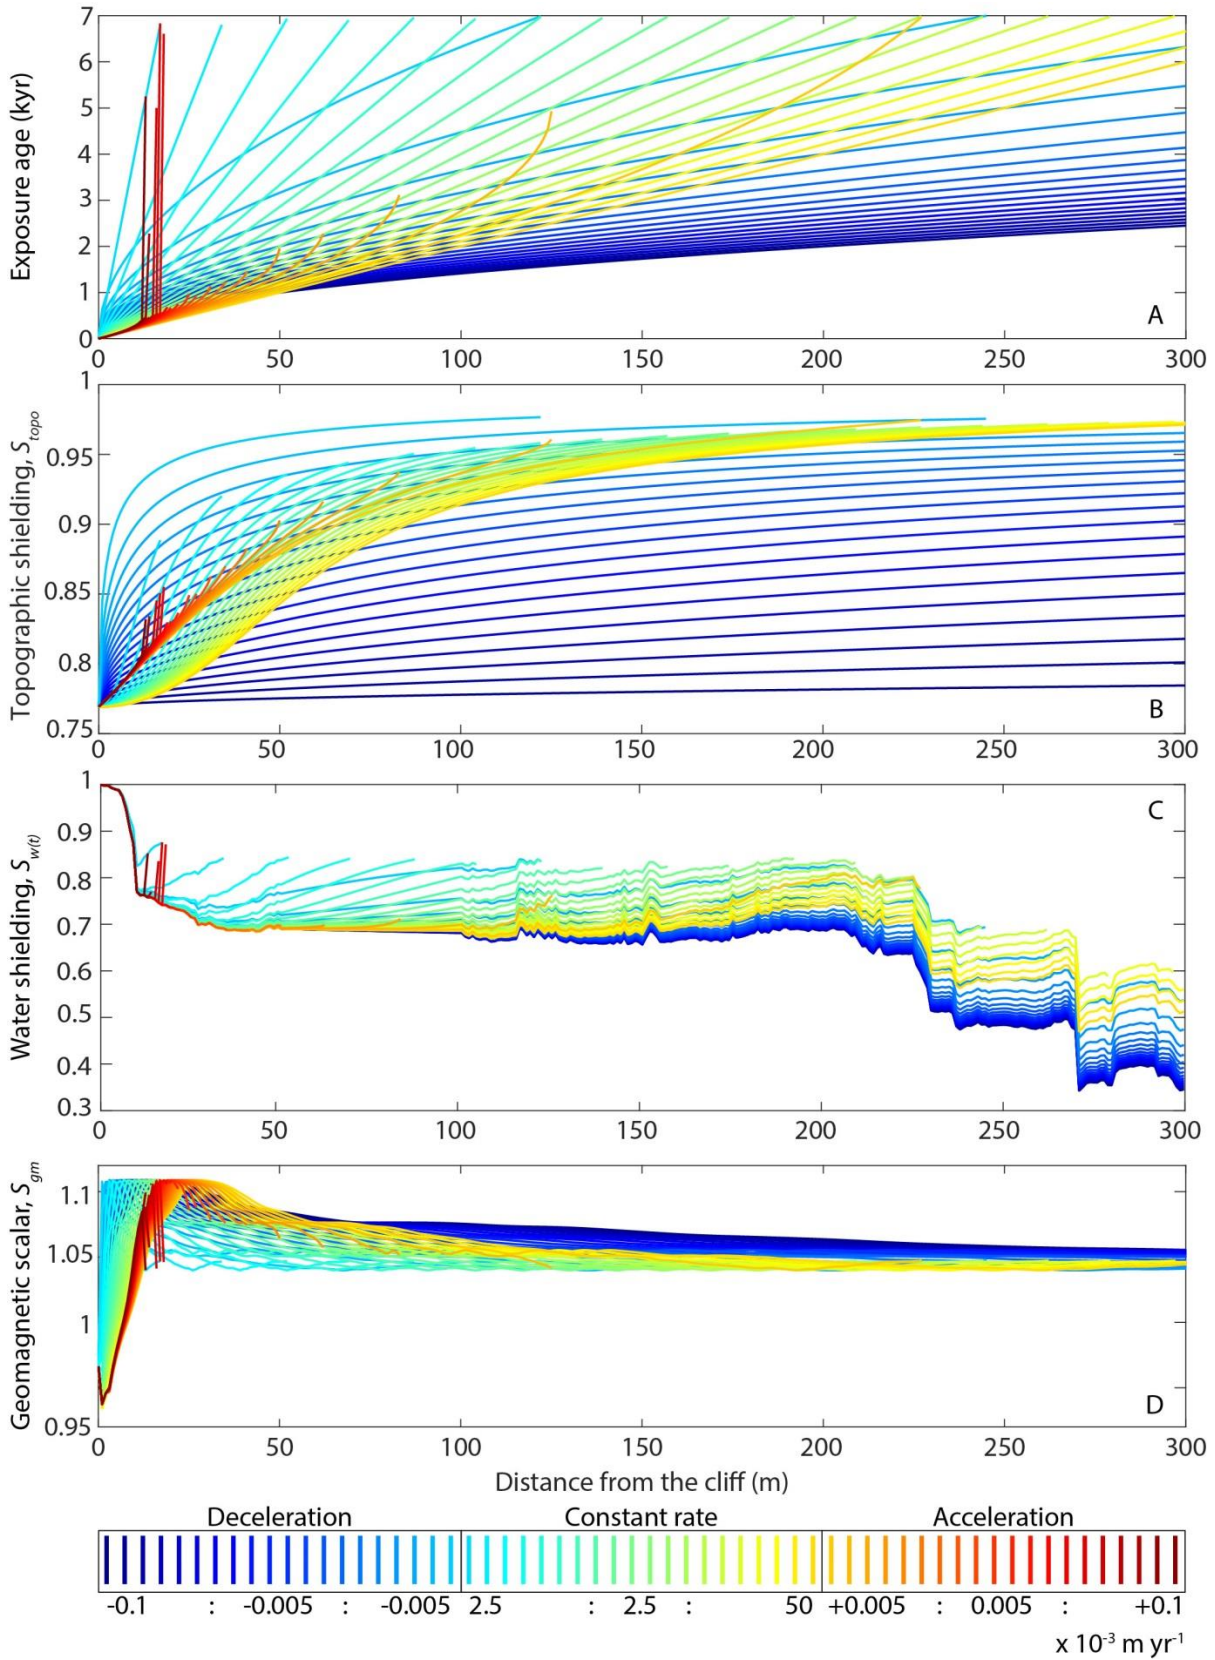 7
6
5
4
3
2
1
0
Exposure age (kyr)
A
0 50 100 150 200 250 300
1
0.95
0.9
0.85
0.8
0.75
Topographic shielding, S_topo
B
0 50 100 150 200 250 300
1
0.9
0.8
0.7
0.6
0.5
0.4
0.3
Water shielding, S_w(t)
C
0 50 100 150 200 250 300
1.1
1.05
1
0.95
Geomagnetic scalar, S_gm
D
0 50 100 150 200 250 300
Distance from the cliff (m)
Deceleration Constant rate Acceleration
-0.1 : -0.005 : -0.005 2.5 : 2.5 : 50 +0.005 : 0.005 : +0.1
x 10⁻³ m yr⁻¹